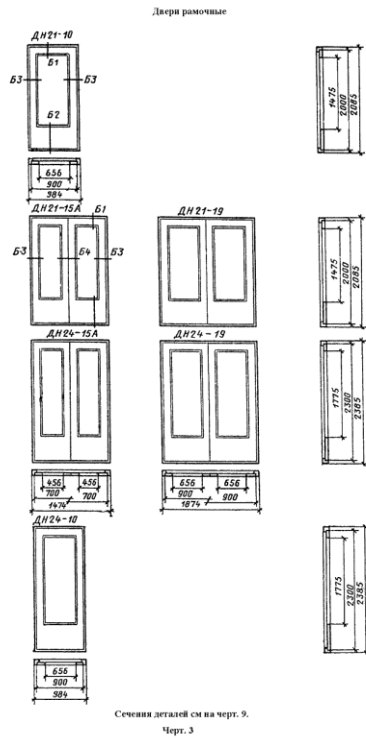 Двери рамочные
ДН21-10
Б1
Б3 Б3
Б2
656
900
984
1475
2000
2085
ДН21-15А ДН21-19
Б1
Б3 Б4 Б3
1475
2000
2085
ДН24-15А ДН24-19
1775
2300
2385
456 456
700 700
1474
656 656
900 900
1874
ДН24-10
1775
2300
2385
656
900
984
Сечения деталей см на черт. 9.
Черт. 3